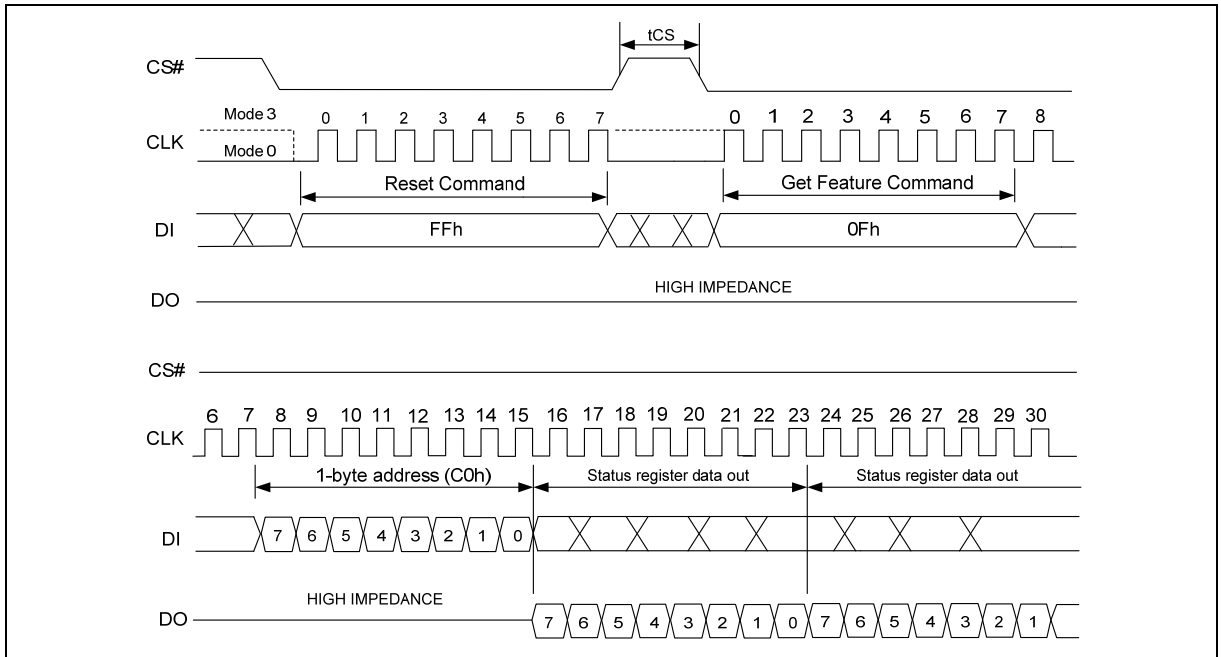 tCS
CS#
Mode 3
0 1 2 3 4 5 6 7 0 1 2 3 4 5 6 7 8
CLK
Mode 0
Reset Command Get Feature Command
DI FFh 0Fh
HIGH IMPEDANCE
DO
CS#
6 7 8 9 10 11 12 13 14 15 16 17 18 19 20 21 22 23 24 25 26 27 28 29 30
CLK
1-byte address (C0h) Status register data out Status register data out
DI 7 6 5 4 3 2 1 0
HIGH IMPEDANCE
DO 7 6 5 4 3 2 1 0 7 6 5 4 3 2 1